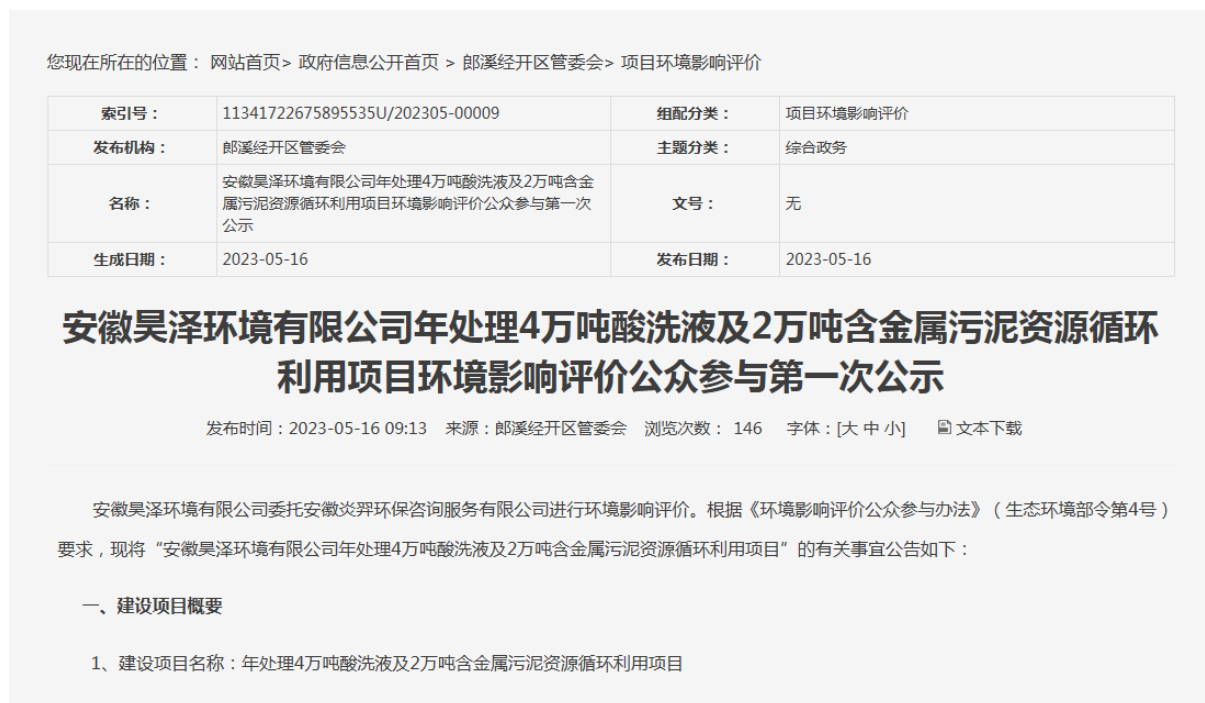 您现在所在的位置： 网站首页> 政府信息公开首页 > 郎溪经开区管委会> 项目环境影响评价
索引号： 11341722675895535U/202305-00009 组配分类： 项目环境影响评价
发布机构： 郎溪经开区管委会 主题分类： 综合政务
名称： 安徽昊泽环境有限公司年处理4万吨酸洗液及2万吨含金
属污泥资源循环利用项目环境影响评价公众参与第一次
公示
文号： 无
生成日期： 2023-05-16 发布日期： 2023-05-16
安徽昊泽环境有限公司年处理4万吨酸洗液及2万吨含金属污泥资源循环
利用项目环境影响评价公众参与第一次公示
发布时间：2023-05-16 09:13 来源：郎溪经开区管委会 浏览次数： 146 字体：[大 中 小] 文本下载
安徽昊泽环境有限公司委托安徽炎羿环保咨询服务有限公司进行环境影响评价。根据《环境影响评价公众参与办法》（生态环境部令第4号）
要求，现将“安徽昊泽环境有限公司年处理4万吨酸洗液及2万吨含金属污泥资源循环利用项目”的有关事宜公告如下：
一、建设项目概要
1、建设项目名称：年处理4万吨酸洗液及2万吨含金属污泥资源循环利用项目